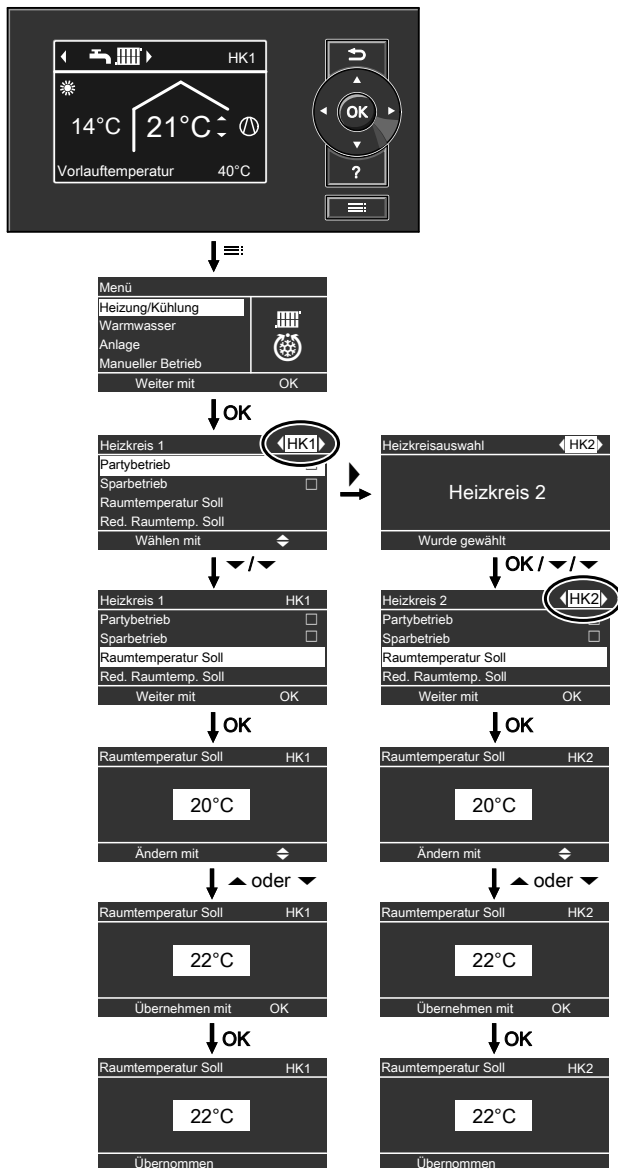 HK1
14°C 21°C
Vorlauftemperatur 40°C
OK
?
Menü
Heizung/Kühlung
Warmwasser
Anlage
Manueller Betrieb
Weiter mit OK
OK
Heizkreis 1 HK1
Partybetrieb
Sparbetrieb
Raumtemperatur Soll
Red. Raumtemp. Soll
Wählen mit
Heizkreisauswahl HK2
Heizkreis 2
Wurde gewählt
/
OK / /
Heizkreis 1 HK1
Partybetrieb
Sparbetrieb
Raumtemperatur Soll
Red. Raumtemp. Soll
Weiter mit OK
Heizkreis 2 HK2
Partybetrieb
Sparbetrieb
Raumtemperatur Soll
Red. Raumtemp. Soll
Weiter mit OK
OK
OK
Raumtemperatur Soll HK1
20°C
Ändern mit
Raumtemperatur Soll HK2
20°C
Ändern mit
oder
oder
Raumtemperatur Soll HK1
22°C
Übernehmen mit OK
Raumtemperatur Soll HK2
22°C
Übernehmen mit OK
OK
OK
Raumtemperatur Soll HK1
22°C
Übernommen
Raumtemperatur Soll HK2
22°C
Übernommen